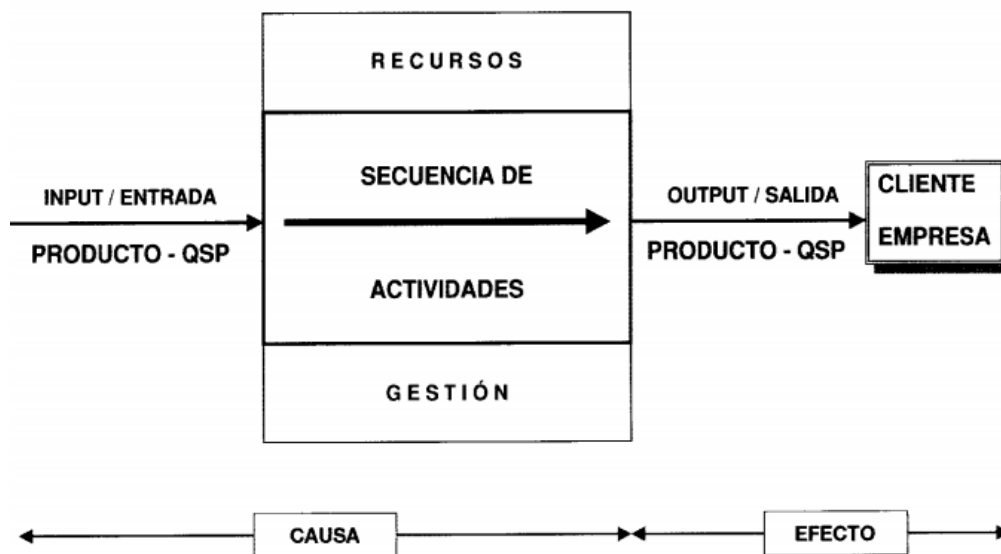 RECURSOS
SECUENCIA DE
ACTIVIDADES
GESTIÓN
INPUT / ENTRADA
PRODUCTO - QSP
OUTPUT / SALIDA
PRODUCTO - QSP
CLIENTE
EMPRESA
CAUSA
EFECTO